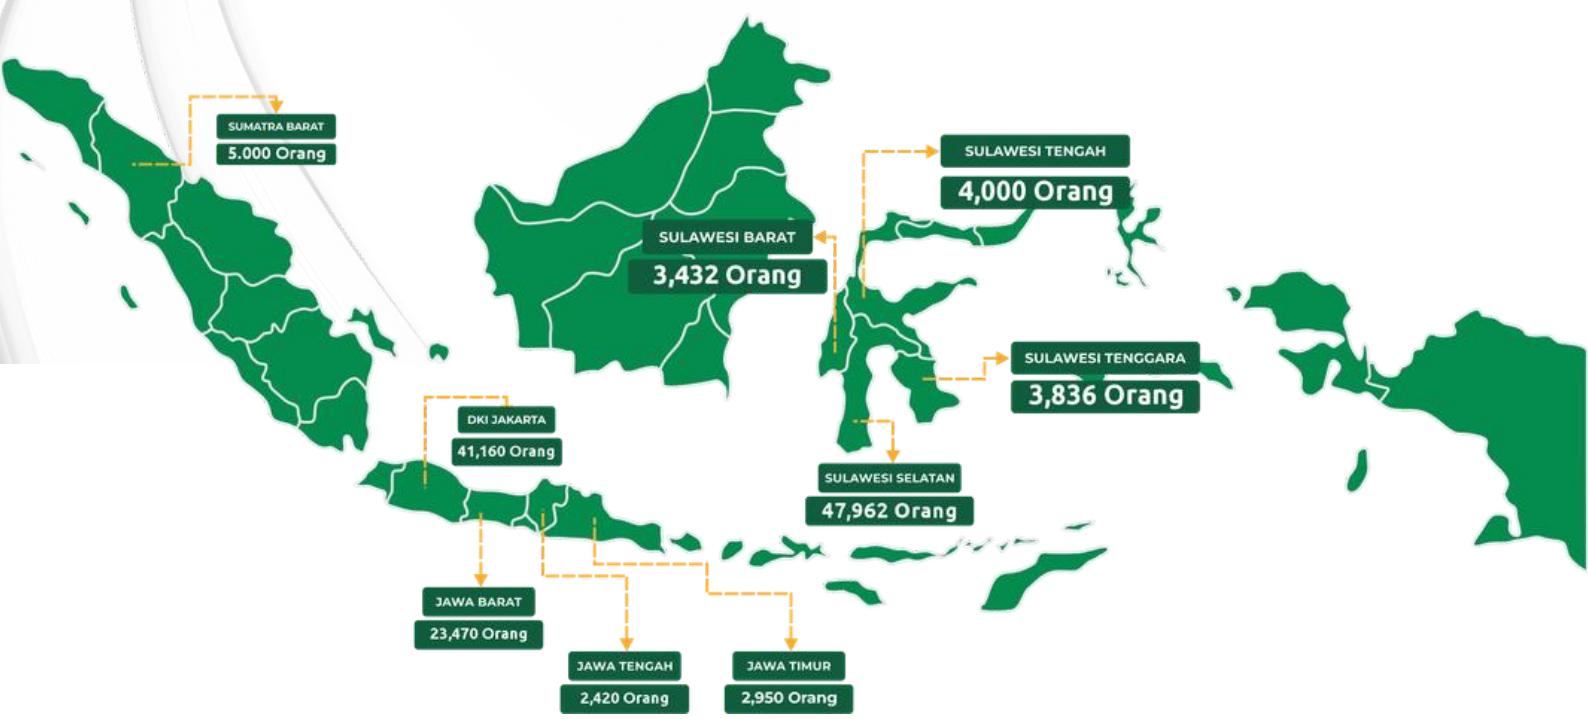 SUMATRA BARAT
5.000 Orang
SULAWESI TENGAH
4,000 Orang
SULAWESI BARAT
3,432 Orang
SULAWESI TENGGARA
3,836 Orang
DKI JAKARTA
41,160 Orang
SULAWESI SELATAN
47,962 Orang
JAWA BARAT
23,470 Orang
JAWA TENGAH
2,420 Orang
JAWA TIMUR
2,950 Orang